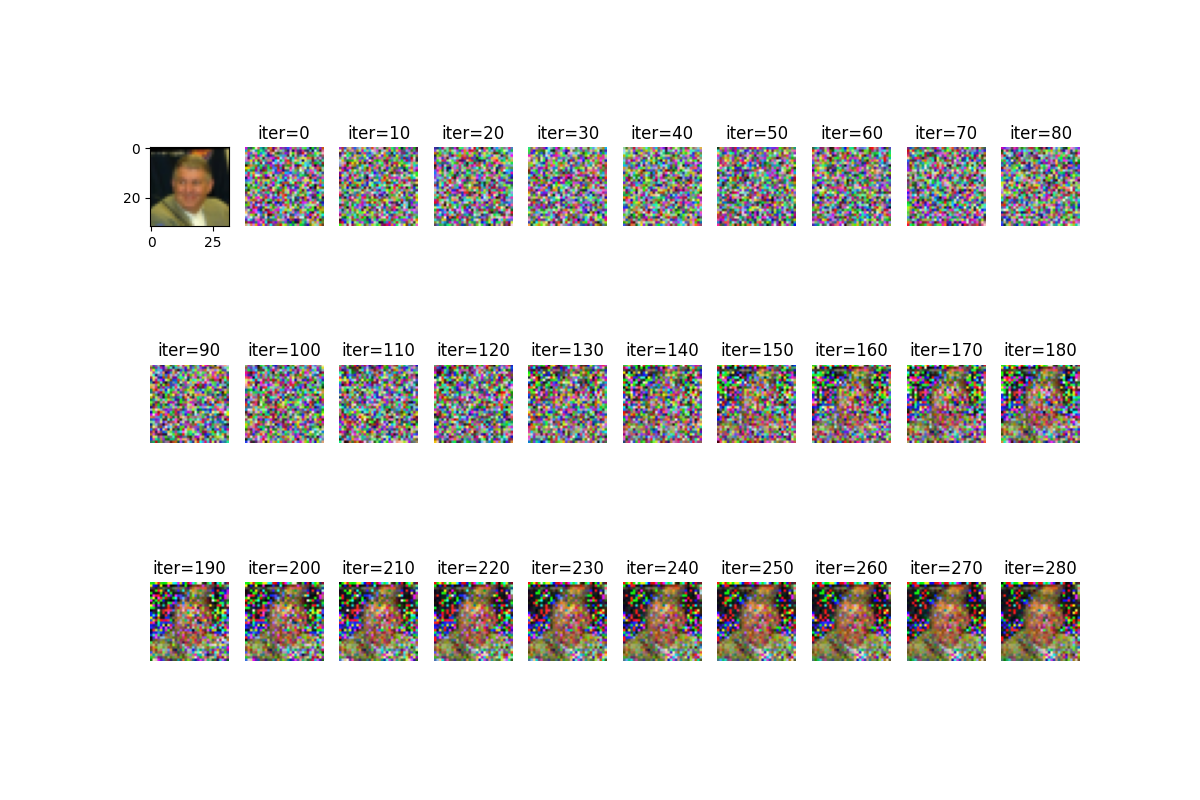 iter=0 iter=10 iter=20 iter=30 iter=40 iter=50 iter=60 iter=70 iter=80
0
20
0 25
iter=90 iter=100 iter=110 iter=120 iter=130 iter=140 iter=150 iter=160 iter=170 iter=180
iter=190 iter=200 iter=210 iter=220 iter=230 iter=240 iter=250 iter=260 iter=270 iter=280